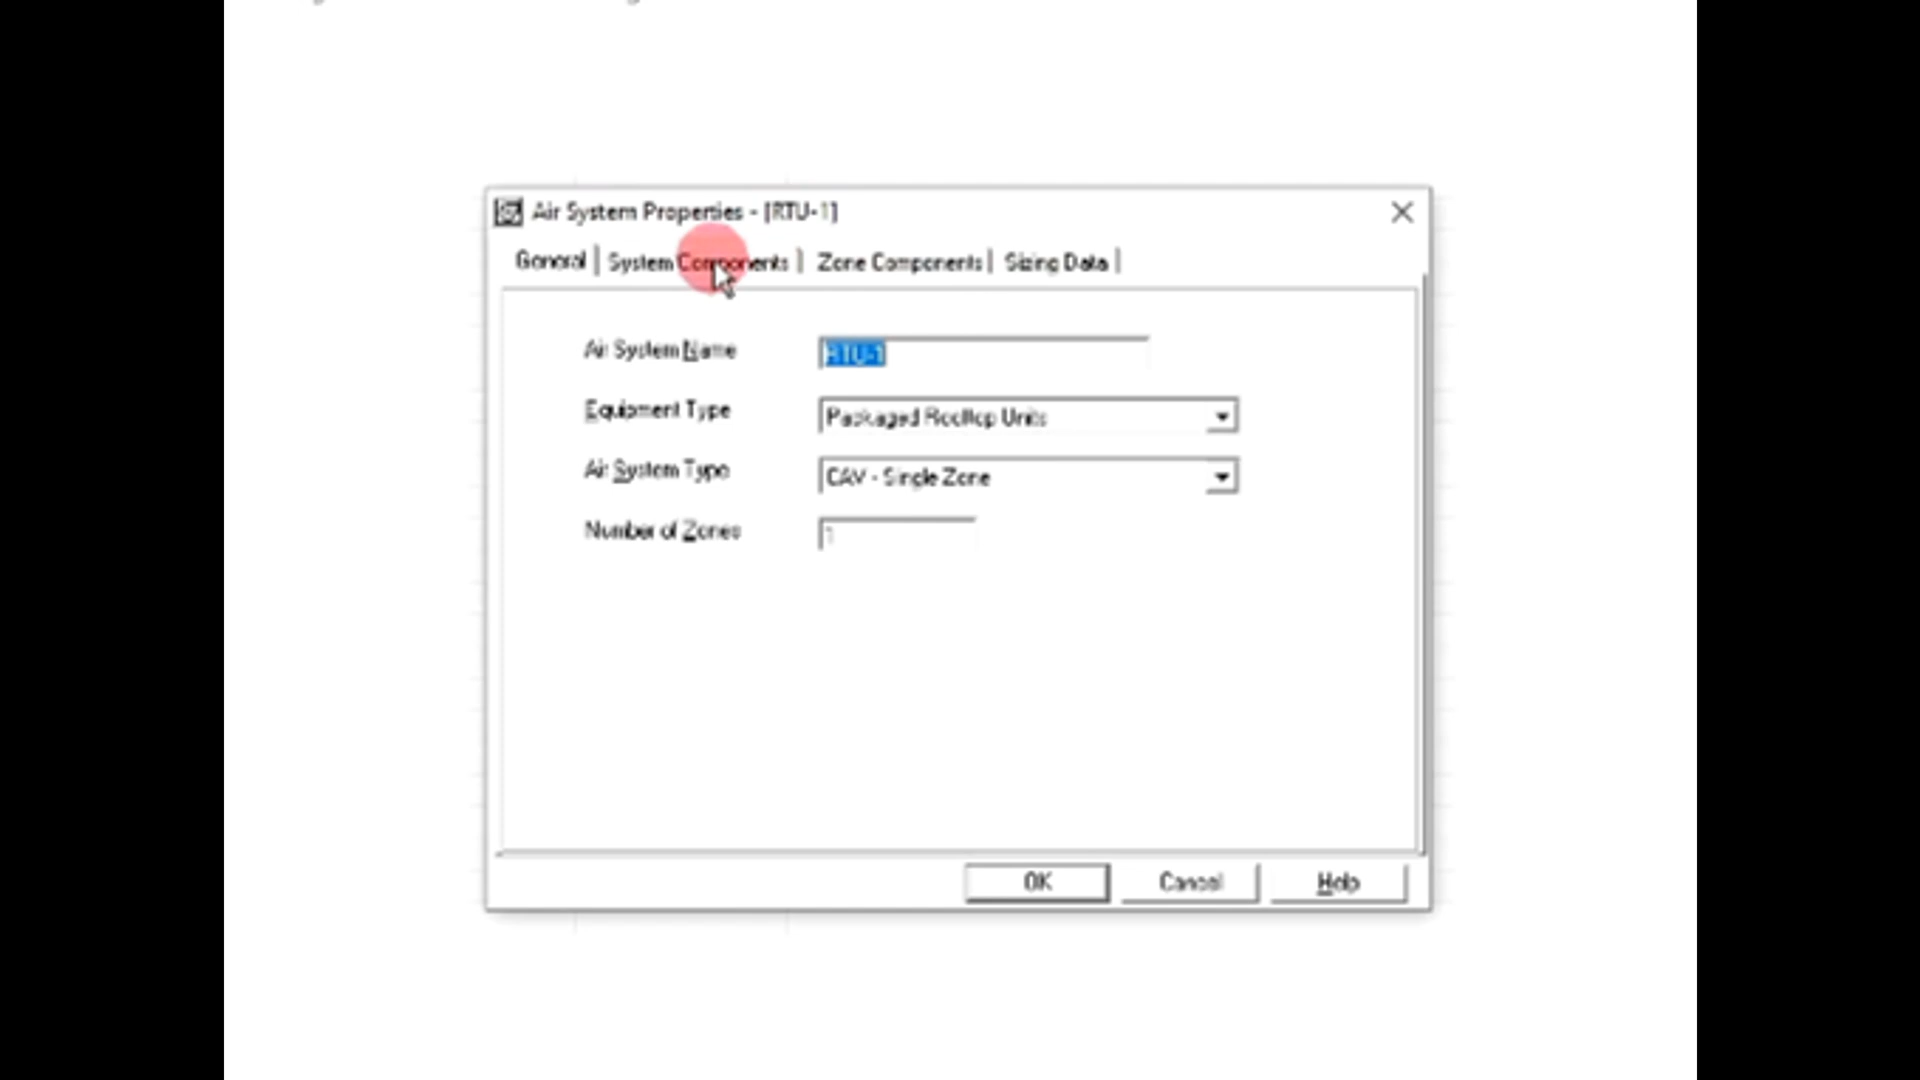 Air System Properties - [RTU-1]
General | System Components | Zone Components | Sizing Data |
Air System Name RTU-1
Equipment Type Packaged Rooftop Units
Air System Type CAV - Single Zone
Number of Zones 1
OK Cancel Help